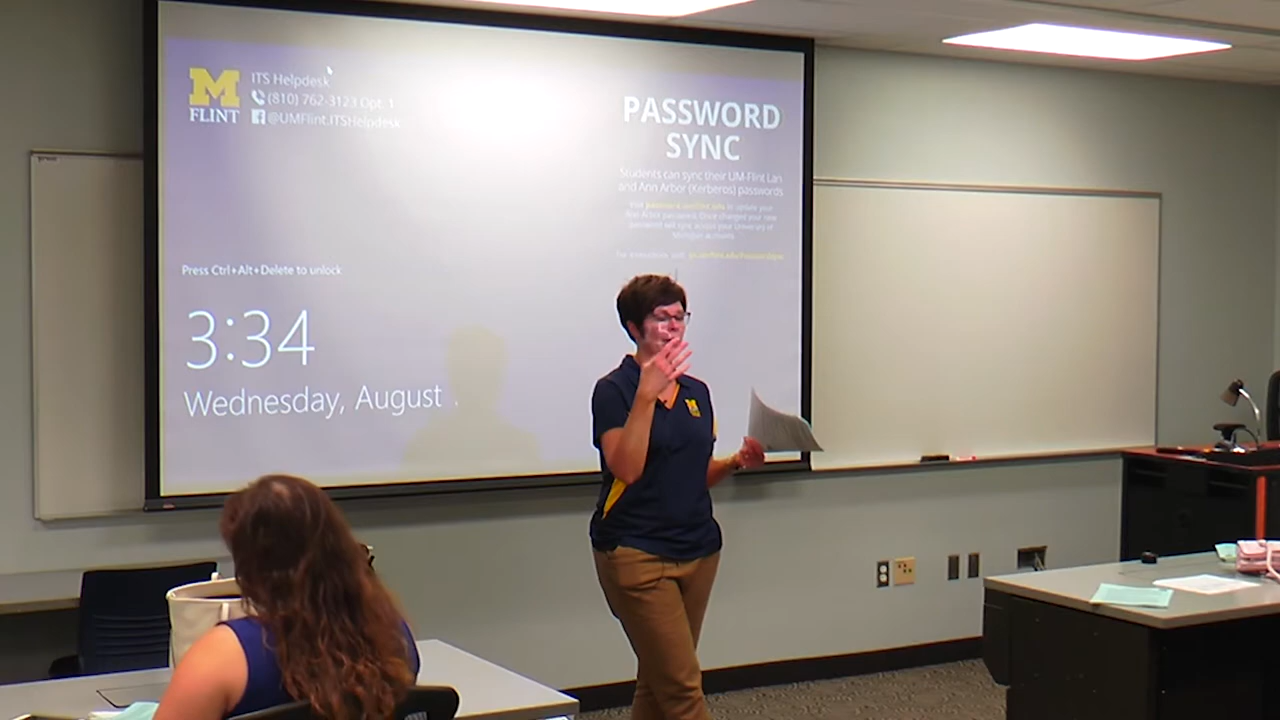 M
FLINT
ITS Helpdesk
(810) 762-3123 Opt. 1
@UMFlint.ITSHelpdesk
PASSWORD
SYNC
Students can sync their UM-Flint Lan
and Ann Arbor (Kerberos) passwords
Press Ctrl+Alt+Delete to unlock
3:34
Wednesday, August
M